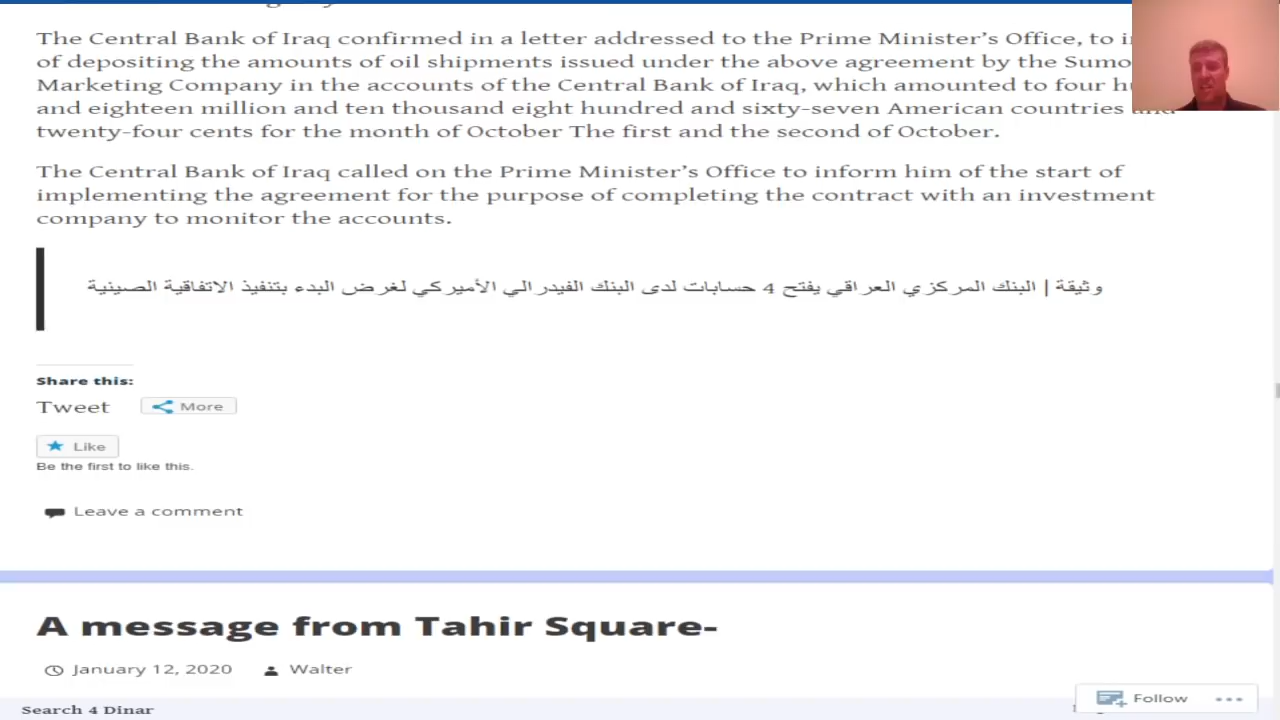 The Central Bank of Iraq confirmed in a letter addressed to the Prime Minister's Office, to
of depositing the amounts of oil shipments issued under the above agreement by the Sumo
Marketing Company in the accounts of the Central Bank of Iraq, which amounted to four
and eighteen million and ten thousand eight hundred and sixty-seven American countries and
twenty-four cents for the month of October The first and the second of October.
The Central Bank of Iraq called on the Prime Minister's Office to inform him of the start of
implementing the agreement for the purpose of completing the contract with an investment
company to monitor the accounts.
وثيقة | البنك المركزي العراقي يفتح 4 حسابات لدى البنك الفيدرالي الأميركي لغرض البدء بتنفيذ الاتفاقية الصينية
Share this:
Tweet More
Like
Be the first to like this.
Leave a comment
A message from Tahir Square-
January 12, 2020 Walter
Follow
Search 4 Dinar